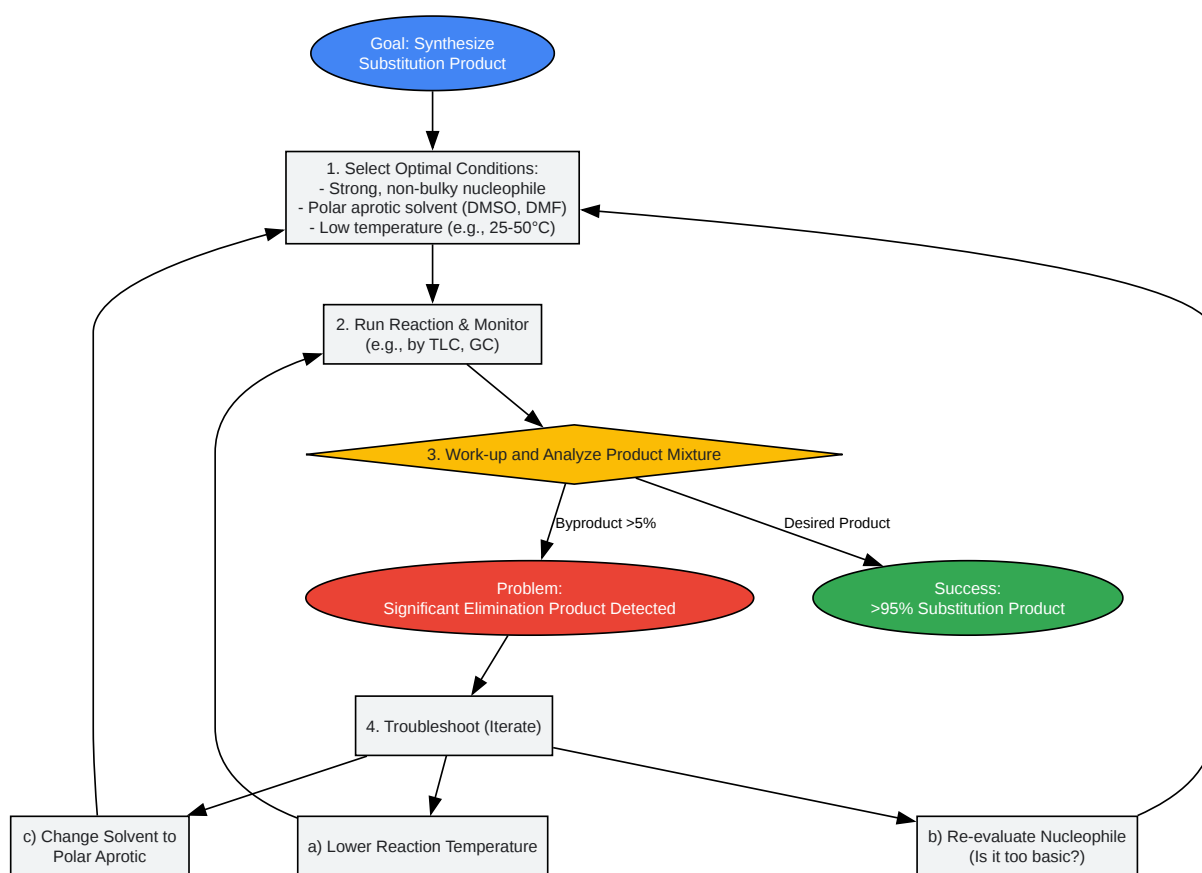 Goal: Synthesize
Substitution Product
1. Select Optimal Conditions:
- Strong, non-bulky nucleophile
- Polar aprotic solvent (DMSO, DMF)
- Low temperature (e.g., 25-50°C)
2. Run Reaction & Monitor
(e.g., by TLC, GC)
3. Work-up and Analyze Product Mixture
Byproduct >5%
Desired Product
Problem:
Significant Elimination Product Detected
Success:
>95% Substitution Product
4. Troubleshoot (Iterate)
c) Change Solvent to
Polar Aprotic
a) Lower Reaction Temperature
b) Re-evaluate Nucleophile
(Is it too basic?)